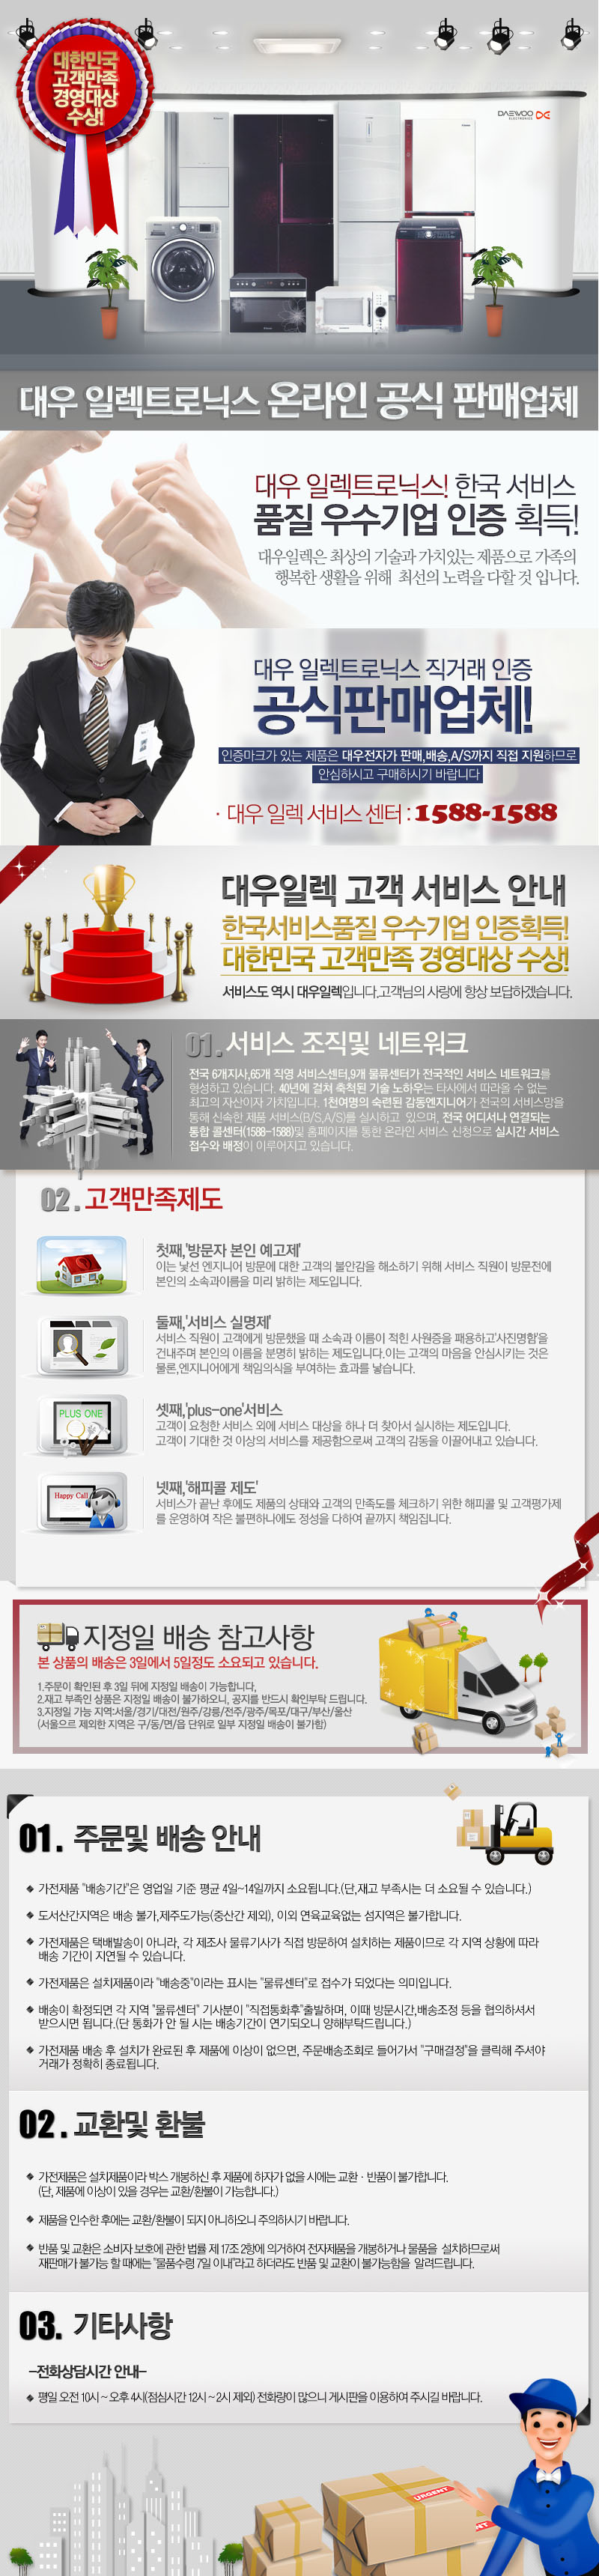 대한민국
고객만족
경영대상
수상!
DAEWOO
ELECTRONICS
대우 일렉트로닉스 온라인 공식 판매업체
대우 일렉트로닉스! 한국 서비스
품질 우수기업 인증 획득!
대우일렉은 최상의 기술과 가치있는 제품으로 가족의
행복한 생활을 위해 최선의 노력을 다할 것 입니다.
대우 일렉트로닉스 직거래 인증
공식판매업체!
인증마크가 있는 제품은 대우전자가 판매,배송,A/S까지 직접 지원하므로
안심하시고 구매하시기 바랍니다
· 대우 일렉 서비스 센터 : 1588-1588
대우일렉 고객 서비스 안내
한국서비스품질 우수기업 인증획득!
대한민국 고객만족 경영대상 수상!
서비스도 역시 대우일렉입니다.고객님의 사랑에 항상 보답하겠습니다.
01. 서비스 조직및 네트워크
전국 6개지사,65개 직영 서비스센터,9개 물류센터가 전국적인 서비스 네트워크를
형성하고 있습니다. 40년에 걸쳐 축척된 기술 노하우는 타사에서 따라올 수 없는
최고의 자산이자 가치입니다. 1천여명의 숙련된 감동엔지니어가 전국의 서비스망을
통해 신속한 제품 서비스(B/S,A/S)를 실시하고 있으며, 전국 어디서나 연결되는
통합 콜센터(1588-1588)및 홈페이지를 통한 온라인 서비스 신청으로 실시간 서비스
접수와 배정이 이루어지고 있습니다.
02. 고객만족제도
첫째,'방문자 본인 예고제'
이는 낯선 엔지니어 방문에 대한 고객의 불안감을 해소하기 위해 서비스 직원이 방문전에
본인의 소속과이름을 미리 밝히는 제도입니다.
둘째,'서비스 실명제'
서비스 직원이 고객에게 방문했을 때 소속과 이름이 적힌 사원증을 패용하고'사진명함'을
건내주며 본인의 이름을 분명히 밝히는 제도입니다.이는 고객의 마음을 안심시키는 것은
물론,엔지니어에게 책임의식을 부여하는 효과를 낳습니다.
PLUS ONE
셋째,'plus-one'서비스
고객이 요청한 서비스 외에 서비스 대상을 하나 더 찾아서 실시하는 제도입니다.
고객이 기대한 것 이상의 서비스를 제공함으로써 고객의 감동을 이끌어내고 있습니다.
Happy Call
넷째,'해피콜 제도'
서비스가 끝난 후에도 제품의 상태와 고객의 만족도를 체크하기 위한 해피콜 및 고객평가제
를 운영하여 작은 불편하나에도 정성을 다하여 끝까지 책임집니다.
지정일 배송 참고사항
본 상품의 배송은 3일에서 5일정도 소요되고 있습니다.
1.주문이 확인된 후 3일 뒤에 지정일 배송이 가능합니다,
2.재고 부족인 상품은 지정일 배송이 불가하오니, 공지를 반드시 확인부탁 드립니다.
3.지정일 가능 지역:서울/경기/대전/원주/강릉/전주/광주/목포/대구/부산/울산
(서울으르 제외한 지역은 구/동/면/읍 단위로 일부 지정일 배송이 불가함)
01. 주문및 배송 안내
◆ 가전제품 "배송기간"은 영업일 기준 평균 4일~14일까지 소요됩니다.(단,재고 부족시는 더 소요될 수 있습니다.)
◆ 도서산간지역은 배송 불가,제주도가능(중산간 제외), 이외 연육교육없는 섬지역은 불가합니다.
◆ 가전제품은 택배발송이 아니라, 각 제조사 물류기사가 직접 방문하여 설치하는 제품이므로 각 지역 상황에 따라
배송 기간이 지연될 수 있습니다.
◆ 가전제품은 설치제품이라 "배송중"이라는 표시는 "물류센터"로 접수가 되었다는 의미입니다.
◆ 배송이 확정되면 각 지역 "물류센터" 기사분이 "직접통화후"출발하며, 이때 방문시간,배송조정 등을 협의하셔서
받으시면 됩니다.(단 통화가 안 될 시는 배송기간이 연기되오니 양해부탁드립니다.)
◆ 가전제품 배송 후 설치가 완료된 후 제품에 이상이 없으면, 주문배송조회로 들어가서 "구매결정"을 클릭해 주셔야
거래가 정확히 종료됩니다.
02. 교환및 환불
◆ 가전제품은 설치제품이라 박스 개봉하신 후 제품에 하자가 없을 시에는 교환 · 반품이 불가합니다.
(단, 제품에 이상이 있을 경우는 교환/환불이 가능합니다.)
◆ 제품을 인수한 후에는 교환/환불이 되지 아니하오니 주의하시기 바랍니다.
◆ 반품 및 교환은 소비자 보호에 관한 법률 제 17조 2항에 의거하여 전자제품을 개봉하거나 물품을 설치하므로써
재판매가 불가능 할 때에는 "물품수령 7일 이내"라고 하더라도 반품 및 교환이 불가능함을 알려드립니다.
03. 기타사항
-전화상담시간 안내-
◆ 평일 오전 10시 ~ 오후 4시(점심시간 12시 ~ 2시 제외) 전화량이 많으니 게시판을 이용하여 주시길 바랍니다.
URGENT